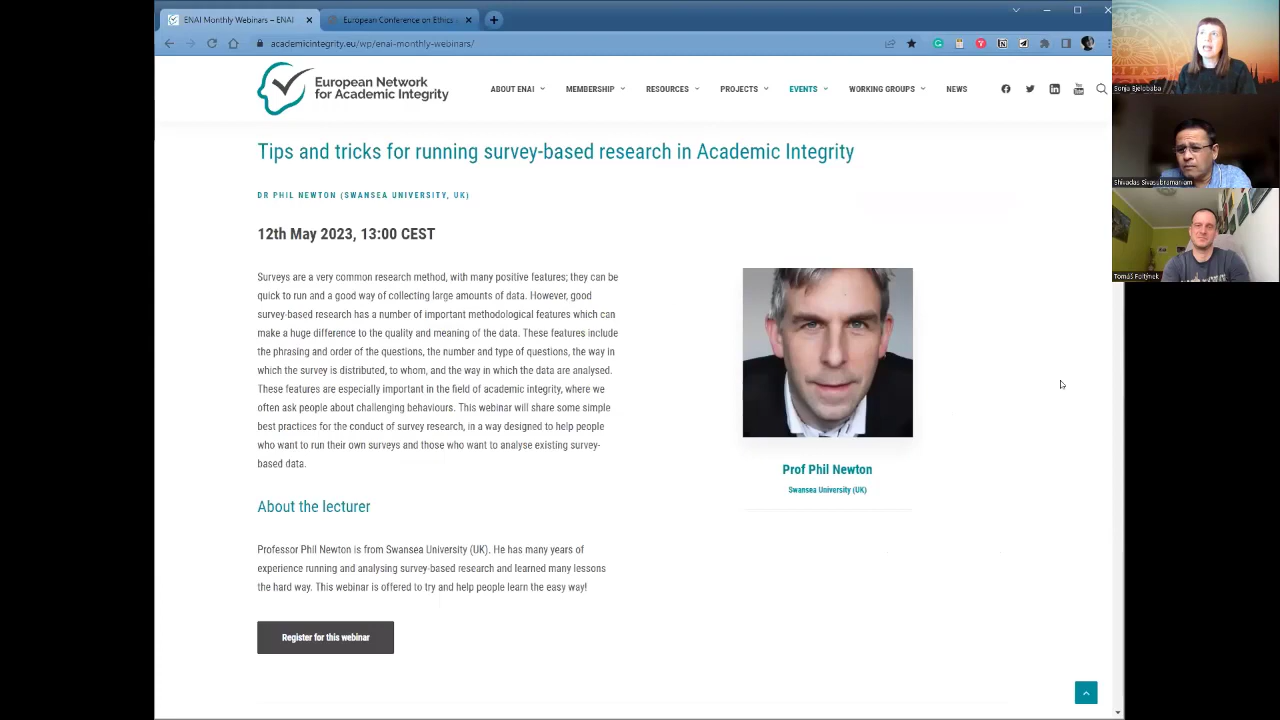 ENAI Monthly Webinars – ENAI
European Conference on Ethics
academicintegrity.eu/wp/enai-monthly-webinars/
European Network
for Academic Integrity
ABOUT ENAI
MEMBERSHIP
RESOURCES
PROJECTS
EVENTS
WORKING GROUPS
NEWS
Tips and tricks for running survey-based research in Academic Integrity
DR PHIL NEWTON (SWANSEA UNIVERSITY, UK)
12th May 2023, 13:00 CEST
Surveys are a very common research method, with many positive features; they can be
quick to run and a good way of collecting large amounts of data. However, good
survey-based research has a number of important methodological features which can
make a huge difference to the quality and meaning of the data. These features include
the phrasing and order of the questions, the number and type of questions, the way in
which the survey is distributed, to whom, and the way in which the data are analysed.
These features are especially important in the field of academic integrity, where we
often ask people about challenging behaviours. This webinar will share some simple
best practices for the conduct of survey research, in a way designed to help people
who want to run their own surveys and those who want to analyse existing survey-
based data.
Prof Phil Newton
Swansea University (UK)
About the lecturer
Professor Phil Newton is from Swansea University (UK). He has many years of
experience running and analysing survey-based research and learned many lessons
the hard way. This webinar is offered to try and help people learn the easy way!
Register for this webinar
Sonja Bjelobaba
Shivadas Sivasubramaniam
Tomáš Foltýnek